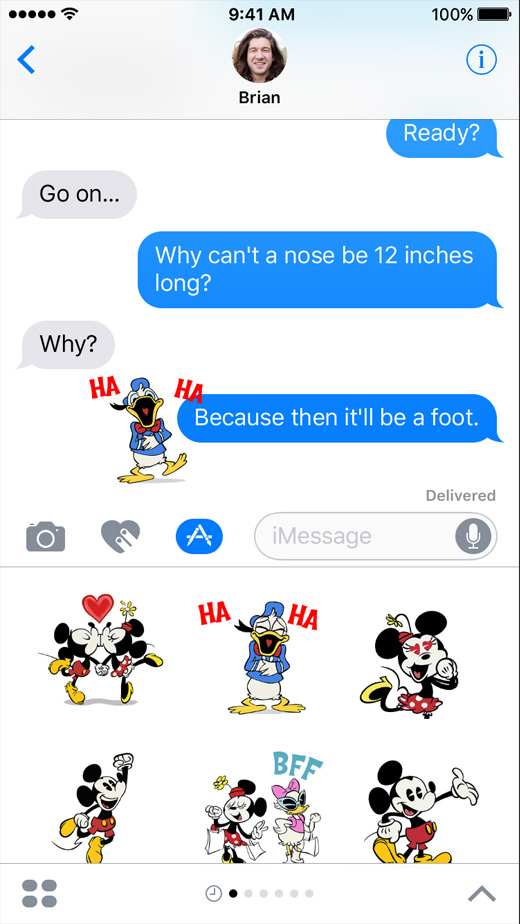 9:41 AM
100%
Brian
Ready?
Go on...
Why can't a nose be 12 inches
long?
Why?
HA HA
Because then it'll be a foot.
Delivered
iMessage
HA HA
BFF